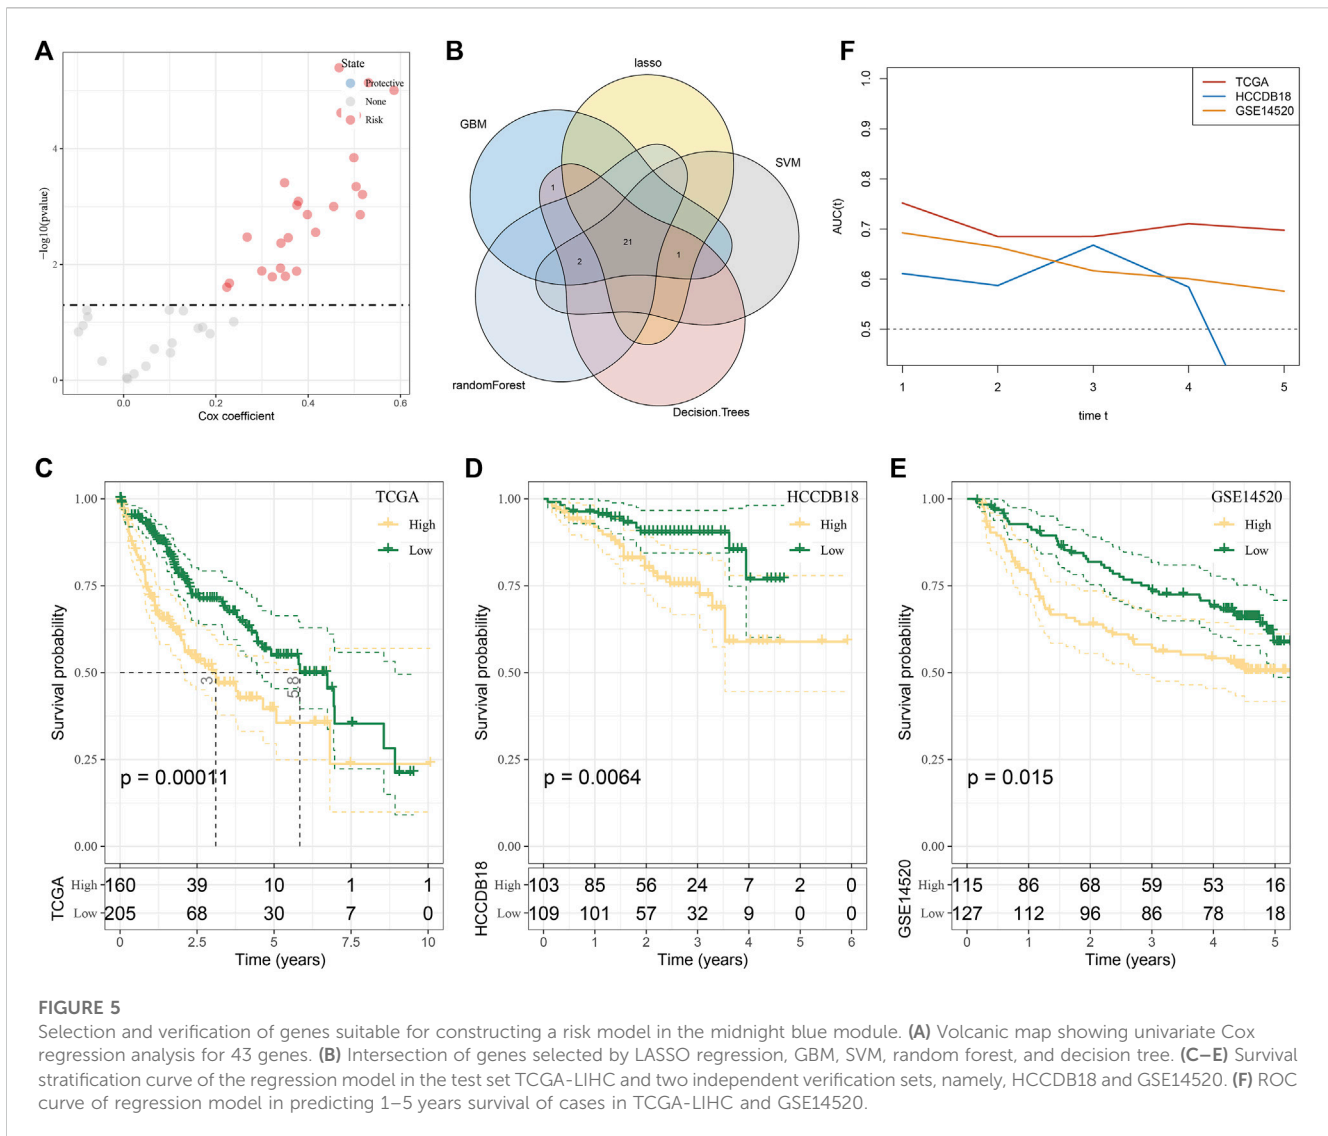 A
State
Protective
None
Risk
−log10(pvalue)
4
2
0
0.0
0.2
0.4
0.6
Cox coefficient
B
lasso
GBM
SVM
randomForest
Decision.Trees
1
21
2
1
F
TCGA
HCCDB18
GSE14520
AUC(t)
1.0
0.9
0.8
0.7
0.6
0.5
1
2
3
4
5
time t
C
TCGA
High
Low
Survival probability
1.00
0.75
0.50
0.25
0.00
3
5.8
p = 0.00011
TCGA
High 160 39 10 1 1
Low 205 68 30 7 0
0 2.5 5 7.5 10
Time (years)
D
HCCDB18
High
Low
Survival probability
1.00
0.75
0.50
0.25
0.00
p = 0.0064
HCCDB18
High 103 85 56 24 7 2 0
Low 109 101 57 32 9 0 0
0 1 2 3 4 5 6
Time (years)
E
GSE14520
High
Low
Survival probability
1.00
0.75
0.50
0.25
0.00
p = 0.015
GSE14520
High 115 86 68 59 53 16
Low 127 112 96 86 78 18
0 1 2 3 4 5
Time (years)
FIGURE 5
Selection and verification of genes suitable for constructing a risk model in the midnight blue module. (A) Volcanic map showing univariate Cox
regression analysis for 43 genes. (B) Intersection of genes selected by LASSO regression, GBM, SVM, random forest, and decision tree. (C–E) Survival
stratification curve of the regression model in the test set TCGA-LIHC and two independent verification sets, namely, HCCDB18 and GSE14520. (F) ROC
curve of regression model in predicting 1–5 years survival of cases in TCGA-LIHC and GSE14520.